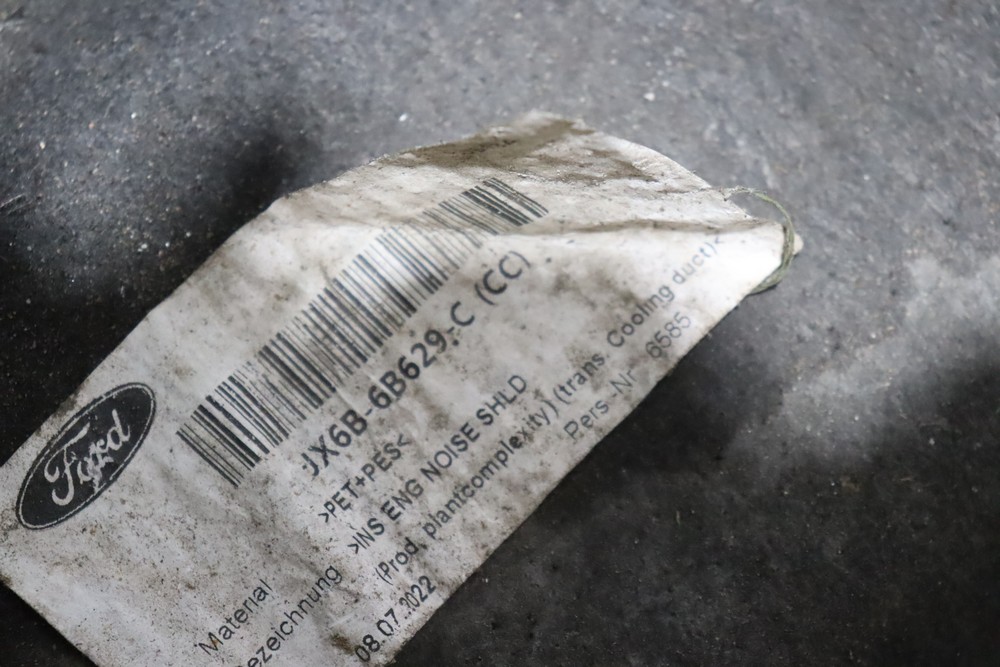 Ford
JX6B-6B629-C (CC)
Material >PET+PES<
ezeichnung >INS ENG NOISE SHLD
(Prod. plantcomplexity) (trans. Cooling duct)<
08.07.2022 Pers.-Nr 6585